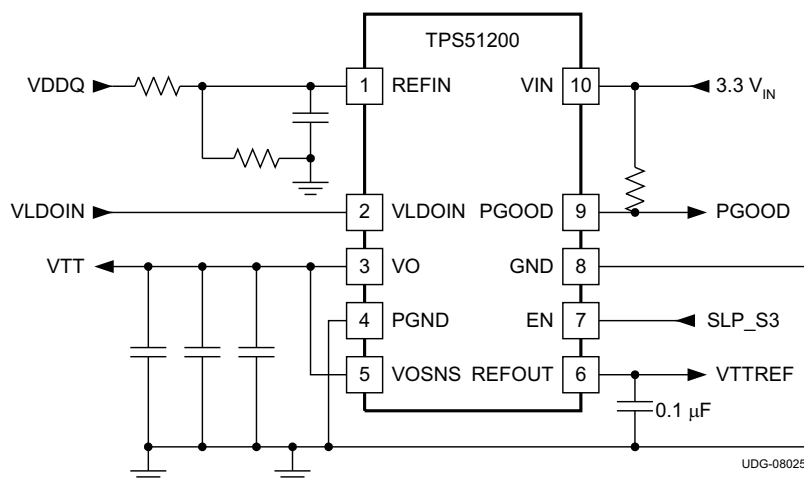 TPS51200
VDDQ 1 REFIN VIN 10 3.3 V_IN
VLDOIN 2 VLDOIN PGOOD 9 PGOOD
VTT 3 VO GND 8
4 PGND EN 7 SLP_S3
5 VOSNS REFOUT 6 VTTREF
0.1 μF
UDG-08025